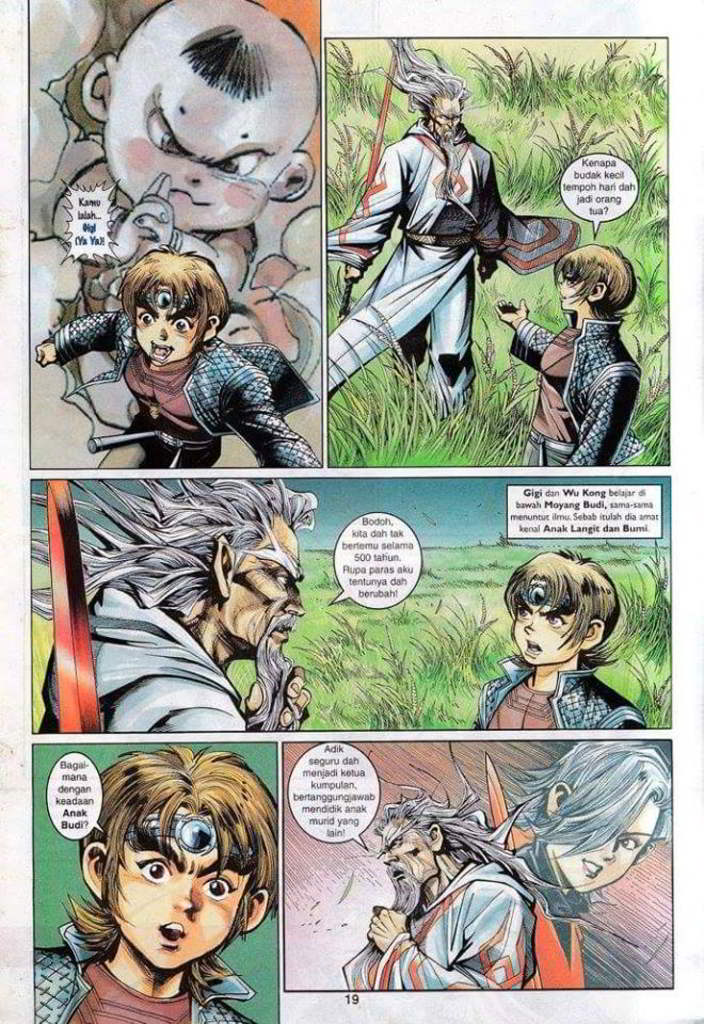 Kamu
ialah...
Gigi
(Ya Ya)!
Kenapa
budak kecil
tempoh hari dah
jadi orang
tua?
Bodoh,
kita dah tak
bertemu selama
500 tahun.
Rupa paras aku
tentunya dah
berubah!
Gigi dan Wu Kong belajar di
bawah Moyang Budi, sama-sama
menuntut ilmu. Sebab itulah dia amat
kenal Anak Langit dan Bumi.
Bagai-
mana
dengan
keadaan
Anak
Budi?
Adik
seguru dah
menjadi ketua
kumpulan,
bertanggungjawab
mendidik anak
murid yang
lain!
19